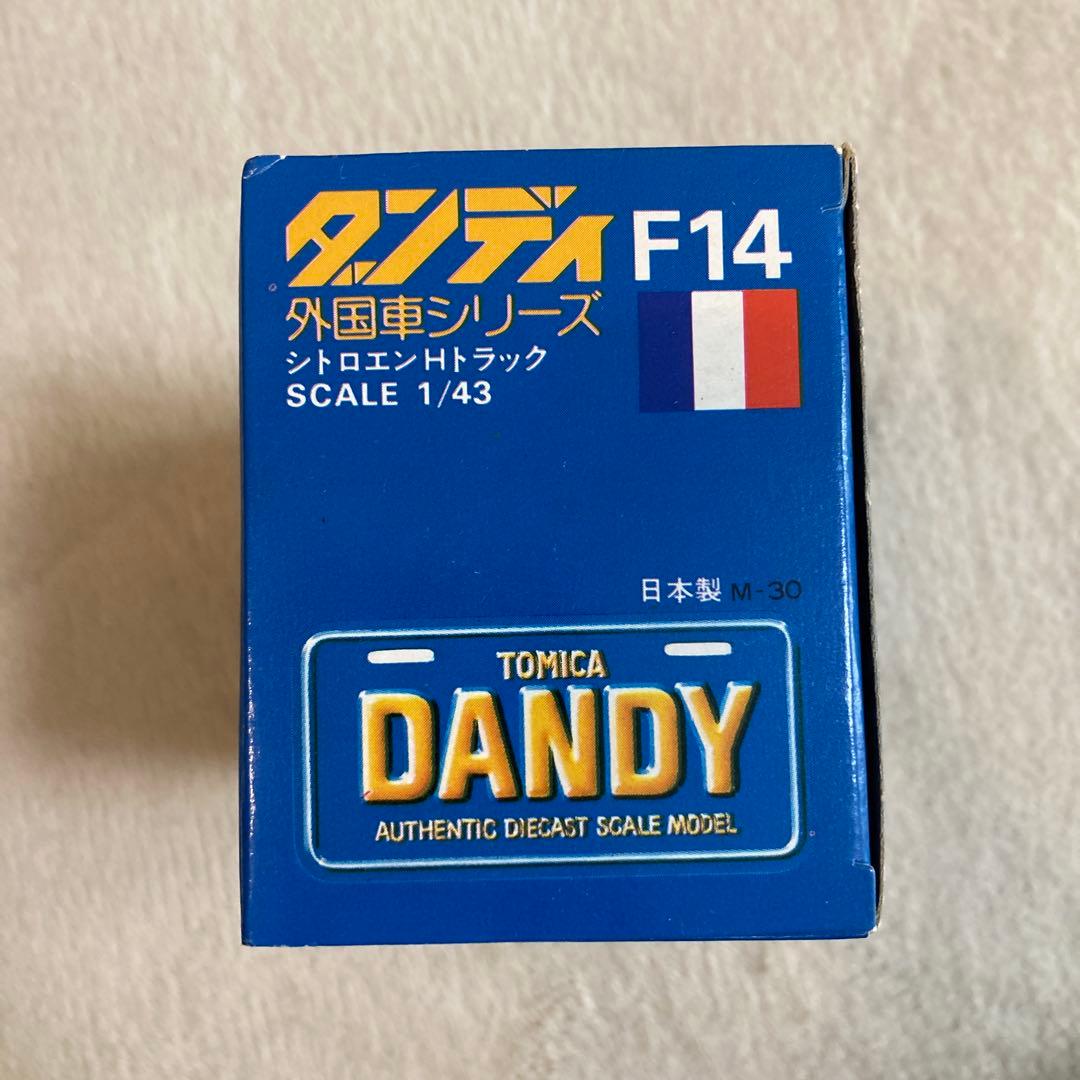 ダンディ F14
外国車シリーズ
シトロエンHトラック
SCALE 1/43
日本製 M-30
TOMICA
DANDY
AUTHENTIC DIECAST SCALE MODEL